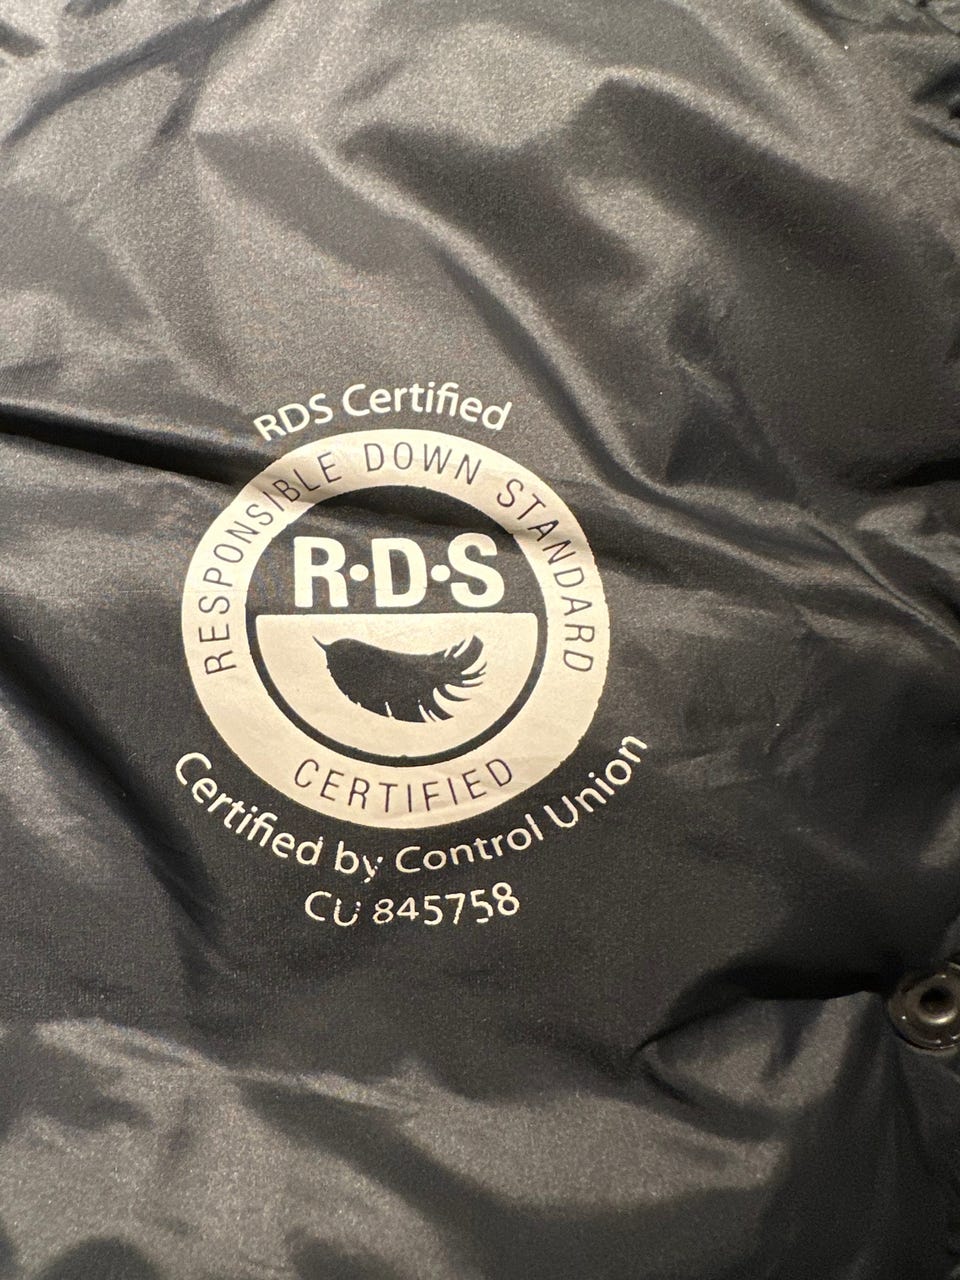 RDS Certified
RESPONSIBLE DOWN STANDARD
R·D·S
CERTIFIED
Certified by Control Union
CU 845758